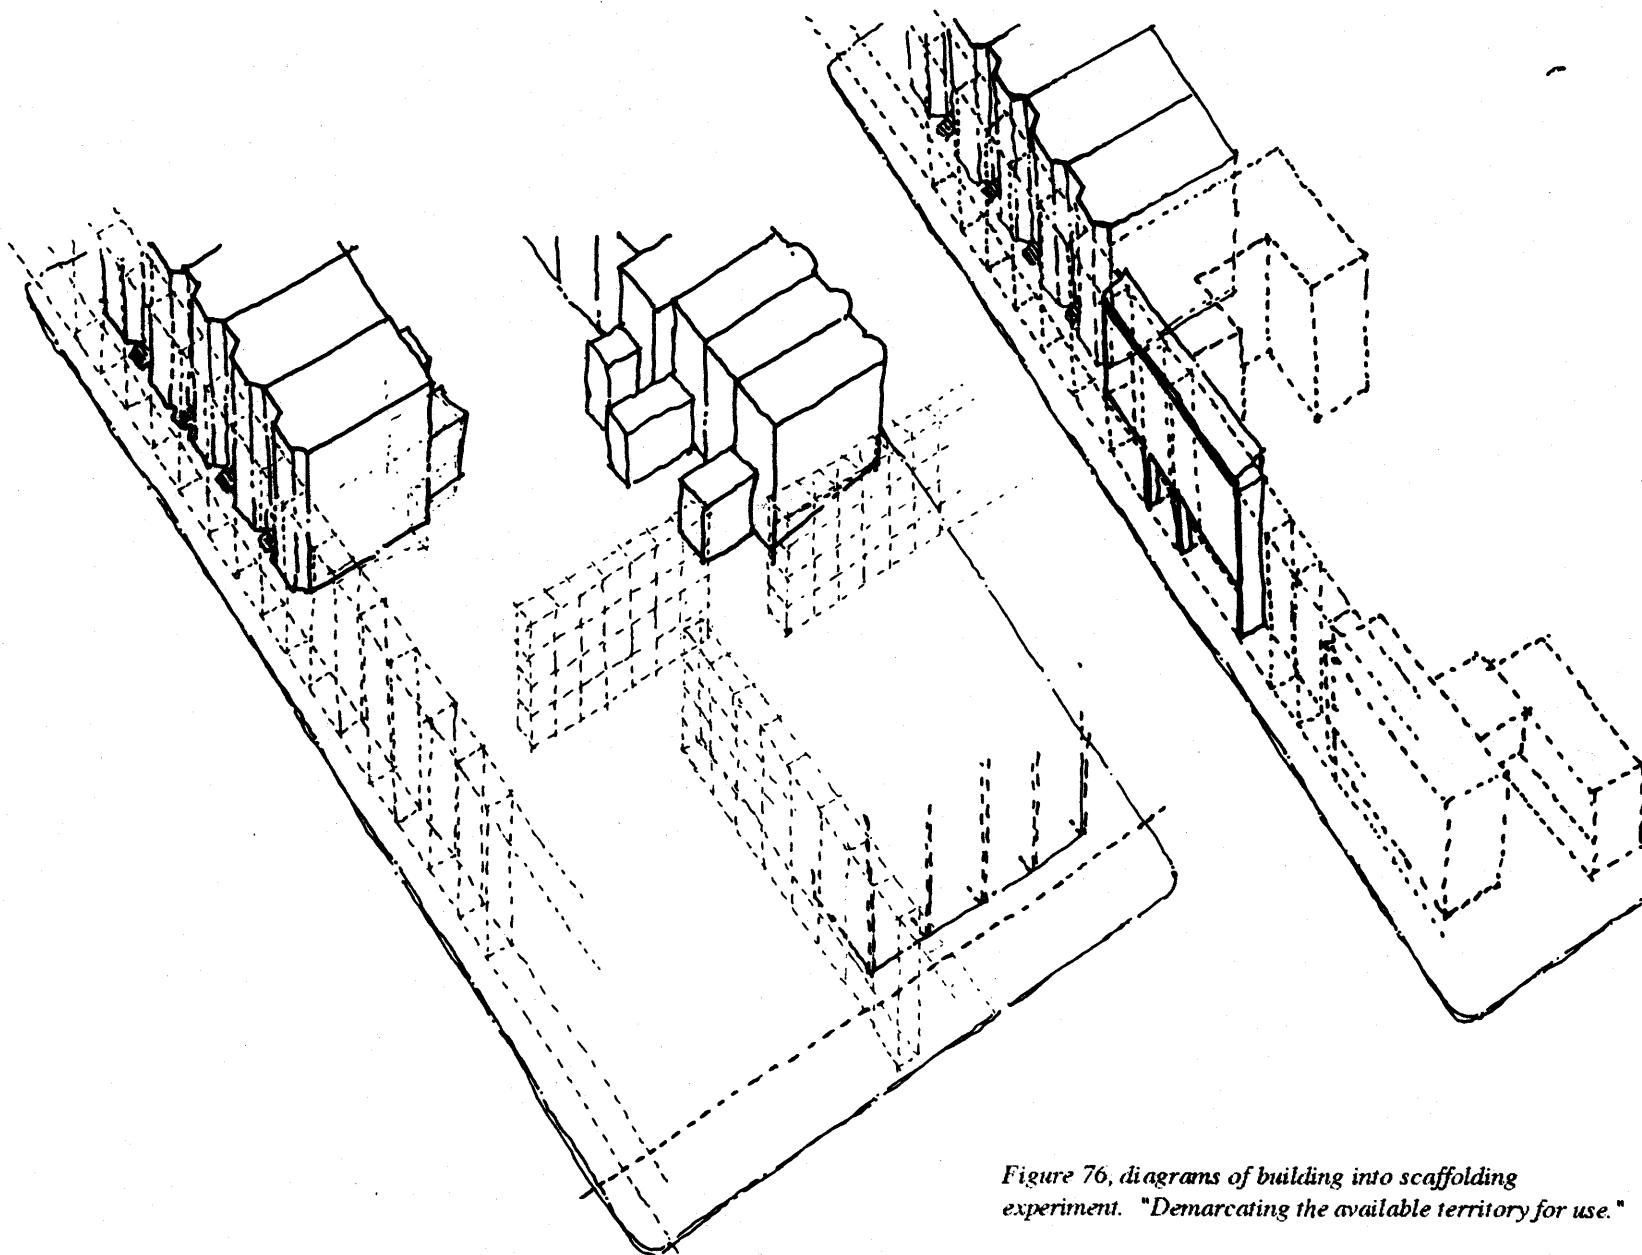 Figure 76, diagrams of building into scaffolding
experiment. "Demarcating the available territory for use."